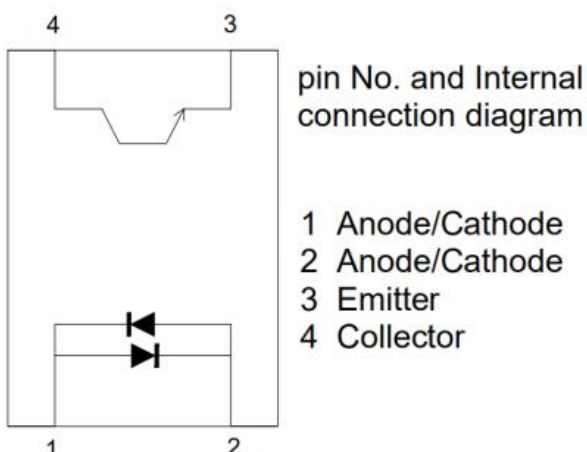 4 3
pin No. and Internal
connection diagram
1 Anode/Cathode
2 Anode/Cathode
3 Emitter
4 Collector
1 2